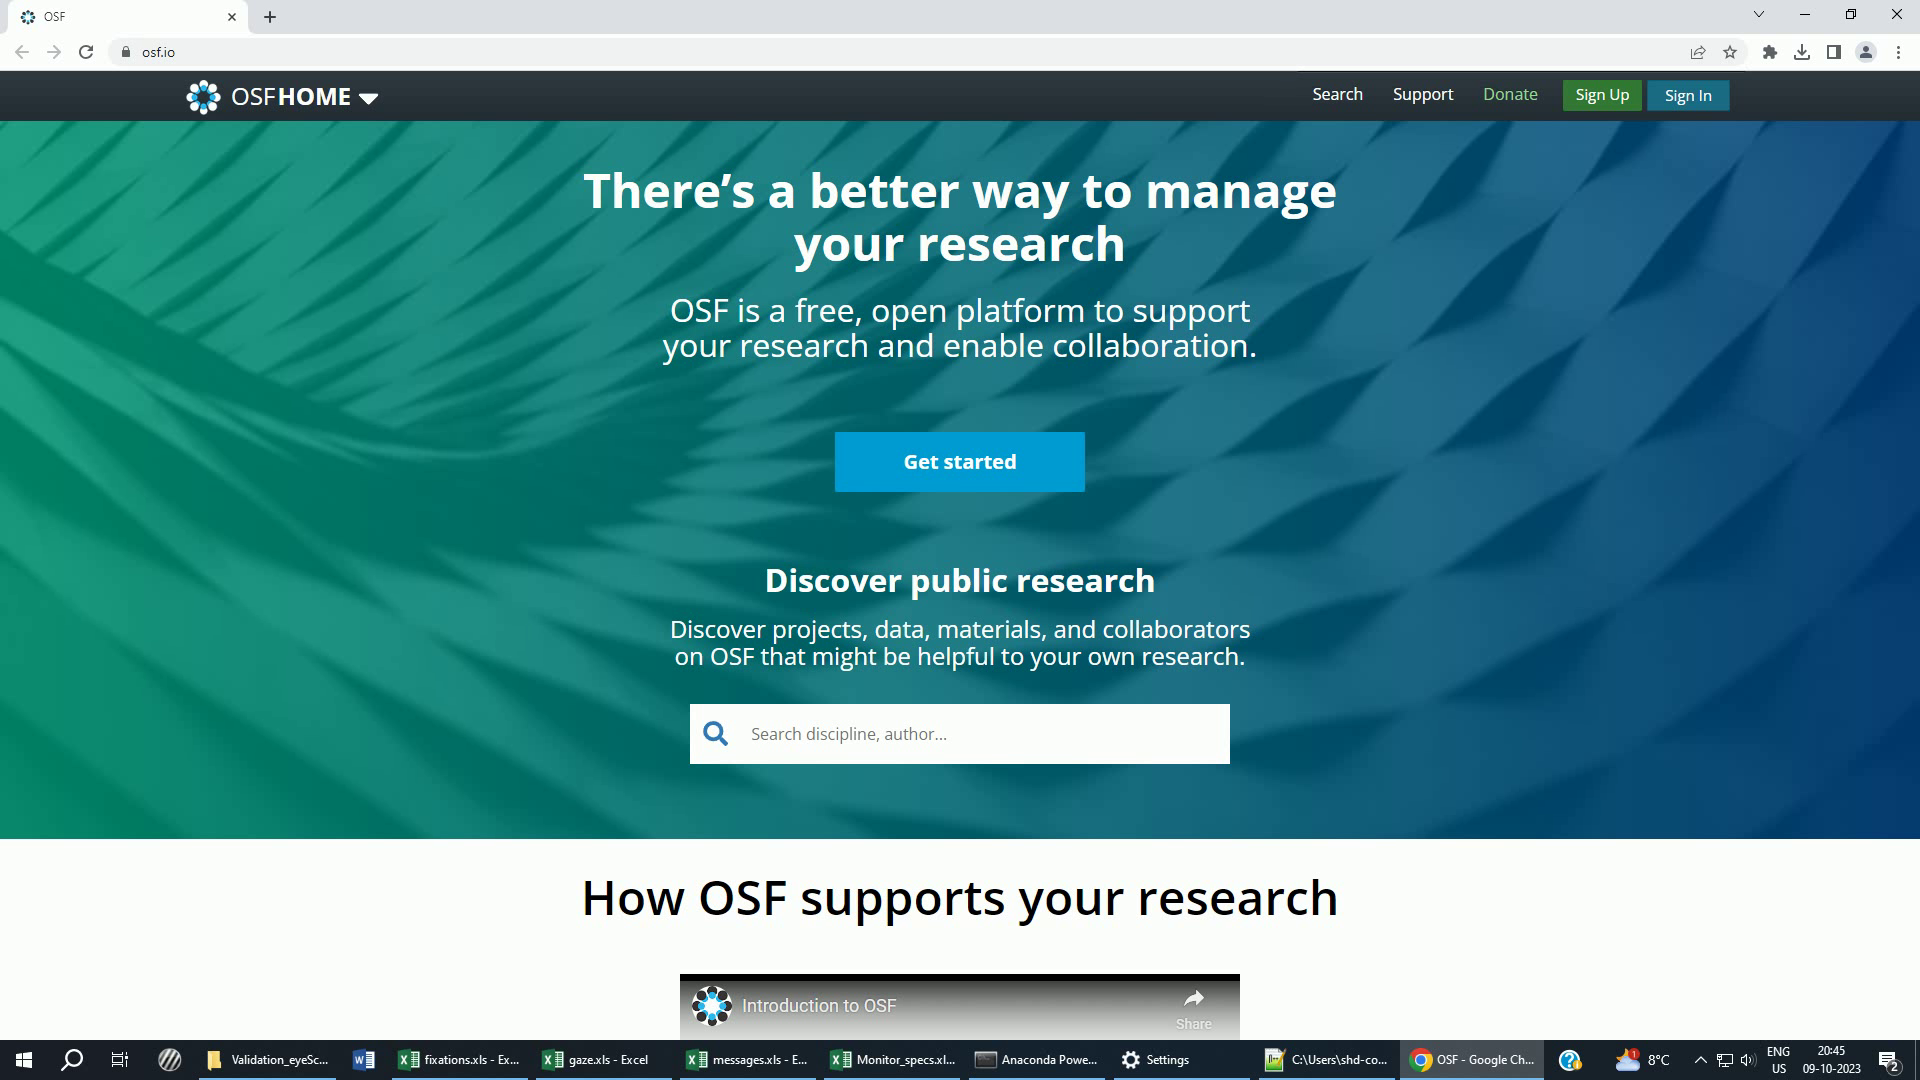 OSF
osf.io
OSFHOME
Search
Support
Donate
Sign Up
Sign In
There’s a better way to manage
your research
OSF is a free, open platform to support
your research and enable collaboration.
Get started
Discover public research
Discover projects, data, materials, and collaborators
on OSF that might be helpful to your own research.
Search discipline, author...
How OSF supports your research
Introduction to OSF
Share
Validation_eyeSc...
fixations.xls - Ex...
gaze.xls - Excel
messages.xls - E...
Monitor_specs.xl...
Anaconda Powe...
Settings
C:\Users\shd-co...
OSF - Google Ch...
1
8°C
ENG
US
20:45
09-10-2023
2